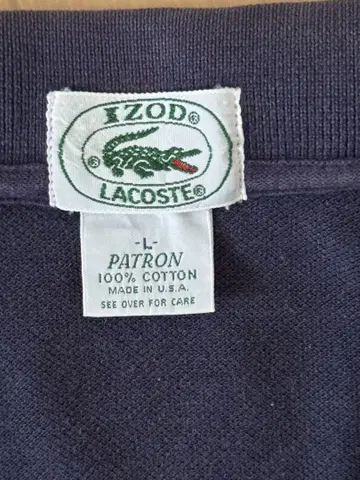 IZOD®
® ®
LACOSTE®
-L-
PATRON
100% COTTON
MADE IN U.S.A.
SEE OVER FOR CARE